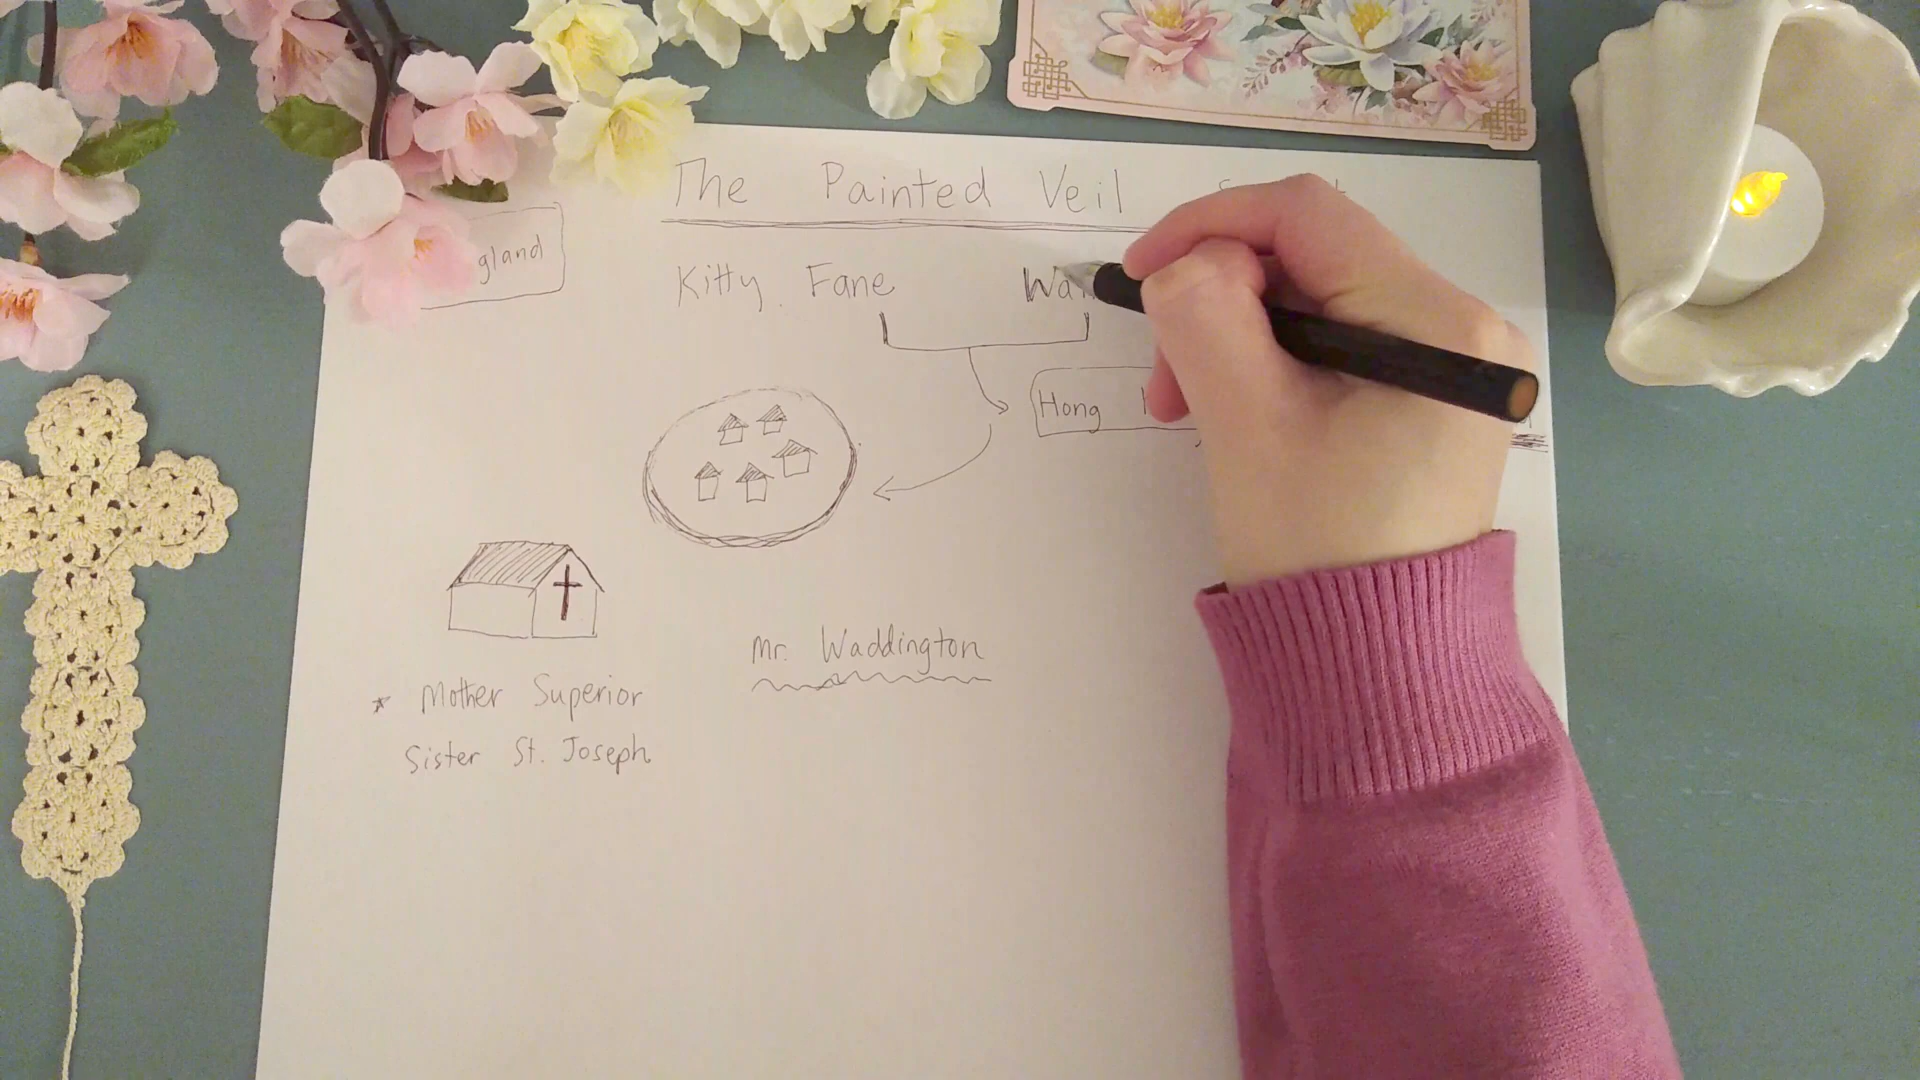 The Painted Veil
gland
Kitty Fane
Hong
Mr. Waddington
* Mother Superior
Sister St. Joseph